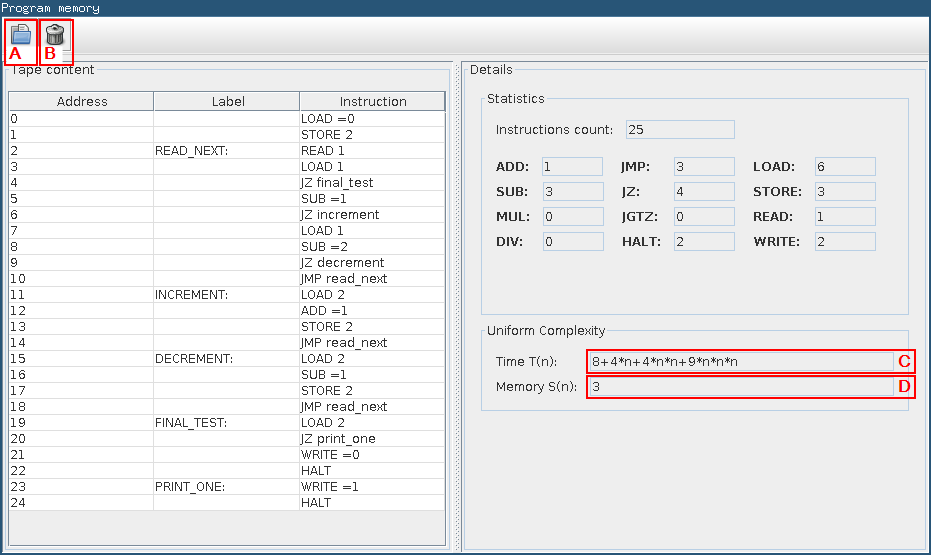 Program memory
A B
Tape content
Address Label Instruction
0 LOAD =0
1 STORE 2
2 READ_NEXT: READ 1
3 LOAD 1
4 JZ final_test
5 SUB =1
6 JZ increment
7 LOAD 1
8 SUB =2
9 JZ decrement
10 JMP read_next
11 INCREMENT: LOAD 2
12 ADD =1
13 STORE 2
14 JMP read_next
15 DECREMENT: LOAD 2
16 SUB =1
17 STORE 2
18 JMP read_next
19 FINAL_TEST: LOAD 2
20 JZ print_one
21 WRITE =0
22 HALT
23 PRINT_ONE: WRITE =1
24 HALT
Details
Statistics
Instructions count: 25
ADD: 1 JMP: 3 LOAD: 6
SUB: 3 JZ: 4 STORE: 3
MUL: 0 JGTZ: 0 READ: 1
DIV: 0 HALT: 2 WRITE: 2
Uniform Complexity
Time T(n): 8+4*n+4*n*n+9*n*n*n C
Memory S(n): 3 D